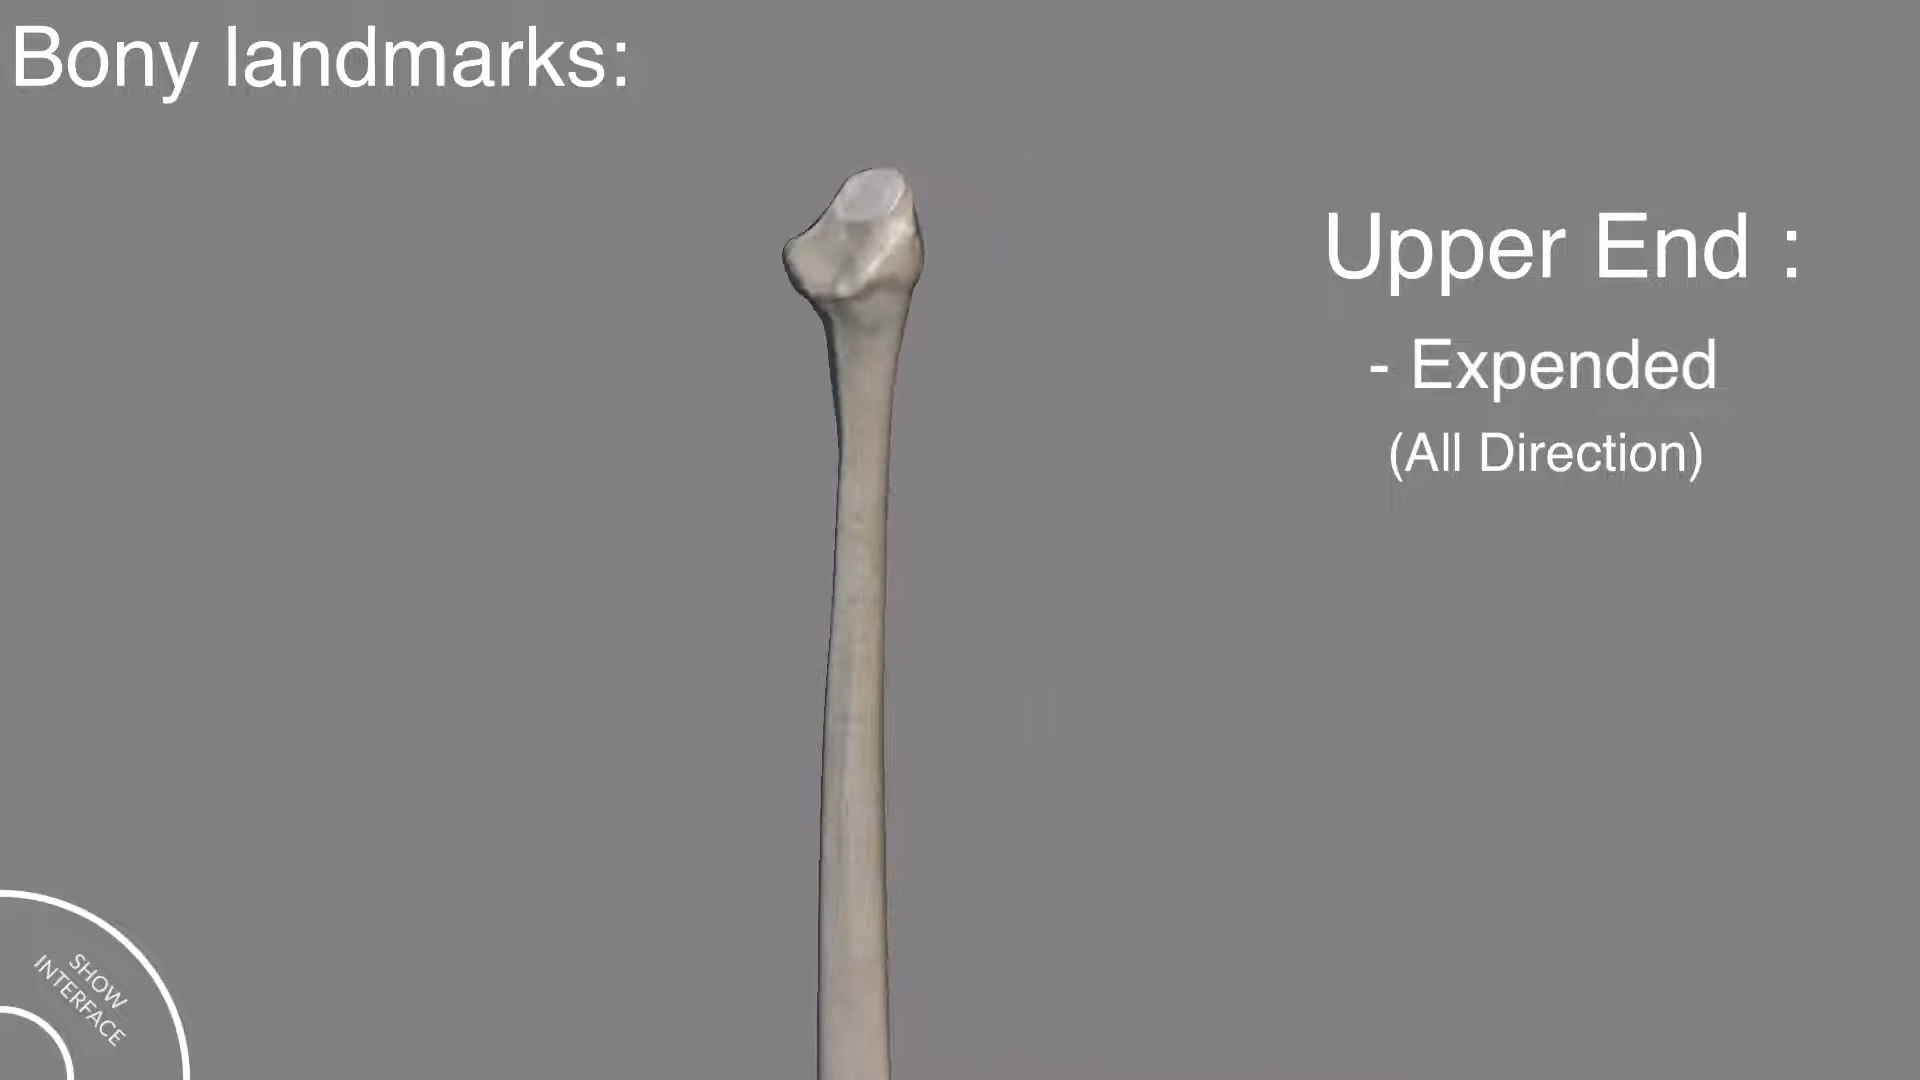 Bony landmarks:
Upper End :
- Expended
(All Direction)
SHOW
INTERFACE